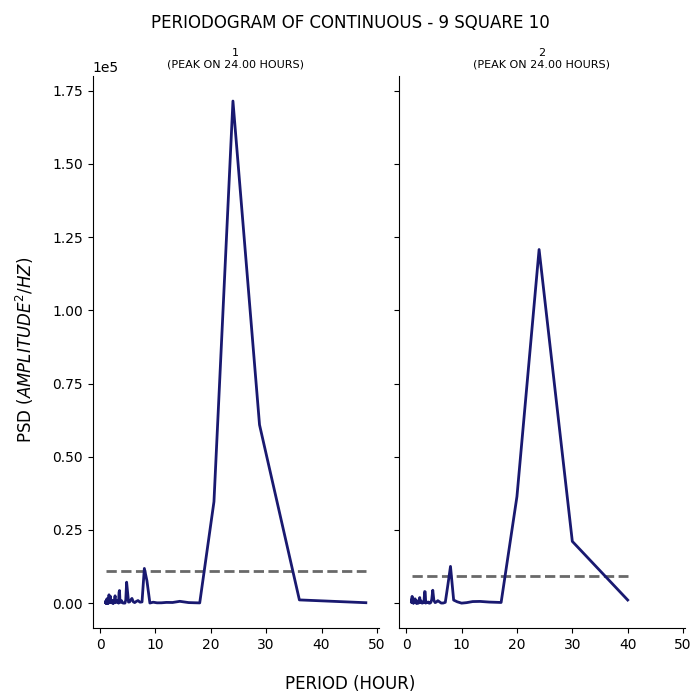 PERIODOGRAM OF CONTINUOUS - 9 SQUARE 10
1
(PEAK ON 24.00 HOURS)
2
(PEAK ON 24.00 HOURS)
1e5
1.75
1.50
1.25
1.00
0.75
0.50
0.25
0.00
PSD (AMPLITUDE²/HZ)
0 10 20 30 40 50
0 10 20 30 40 50
PERIOD (HOUR)